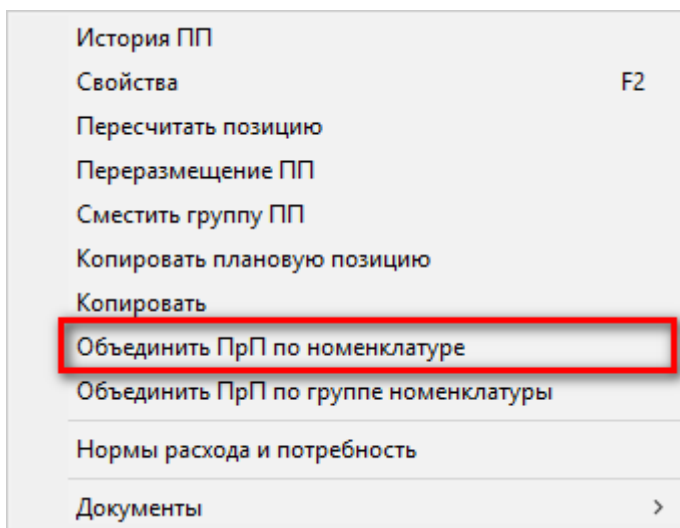 История ПП
Свойства F2
Пересчитать позицию
Переразмещение ПП
Сместить группу ПП
Копировать плановую позицию
Копировать
Объединить ПрП по номенклатуре
Объединить ПрП по группе номенклатуры
Нормы расхода и потребность
Документы